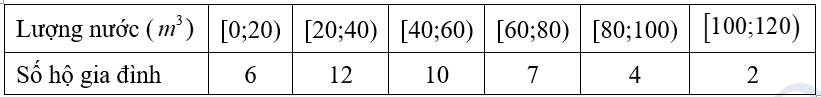 Lượng nước (m³) [0;20) [20;40) [40;60) [60;80) [80;100) [100;120)
Số hộ gia đình 6 12 10 7 4 2